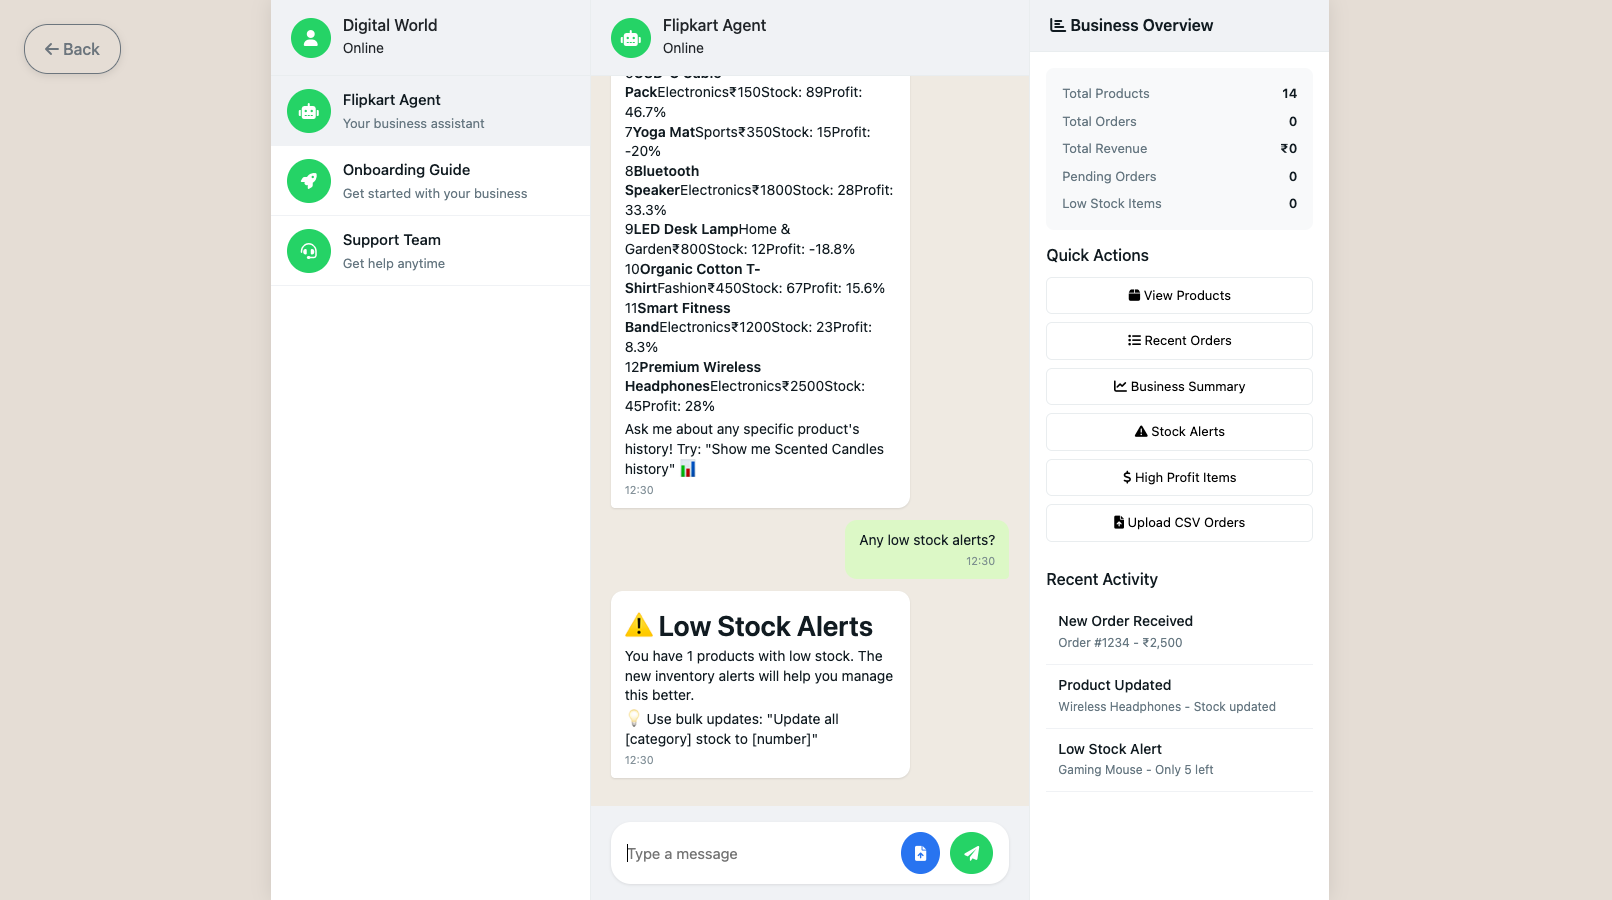 Back
Digital World
Online
Flipkart Agent
Your business assistant
Onboarding Guide
Get started with your business
Support Team
Get help anytime
Flipkart Agent
Online
PackElectronics₹150Stock: 89Profit:
46.7%
7Yoga MatSports₹350Stock: 15Profit:
-20%
8Bluetooth
SpeakerElectronics₹1800Stock: 28Profit:
33.3%
9LED Desk LampHome &
Garden₹800Stock: 12Profit: -18.8%
10Organic Cotton T-
ShirtFashion₹450Stock: 67Profit: 15.6%
11Smart Fitness
BandElectronics₹1200Stock: 23Profit:
8.3%
12Premium Wireless
HeadphonesElectronics₹2500Stock:
45Profit: 28%
Ask me about any specific product's
history! Try: "Show me Scented Candles
history" 📊
12:30
Any low stock alerts?
12:30
⚠️ Low Stock Alerts
You have 1 products with low stock. The
new inventory alerts will help you manage
this better.
💡 Use bulk updates: "Update all
[category] stock to [number]"
12:30
Type a message
Business Overview
Total Products 14
Total Orders 0
Total Revenue ₹0
Pending Orders 0
Low Stock Items 0
Quick Actions
View Products
Recent Orders
Business Summary
Stock Alerts
High Profit Items
Upload CSV Orders
Recent Activity
New Order Received
Order #1234 - ₹2,500
Product Updated
Wireless Headphones - Stock updated
Low Stock Alert
Gaming Mouse - Only 5 left